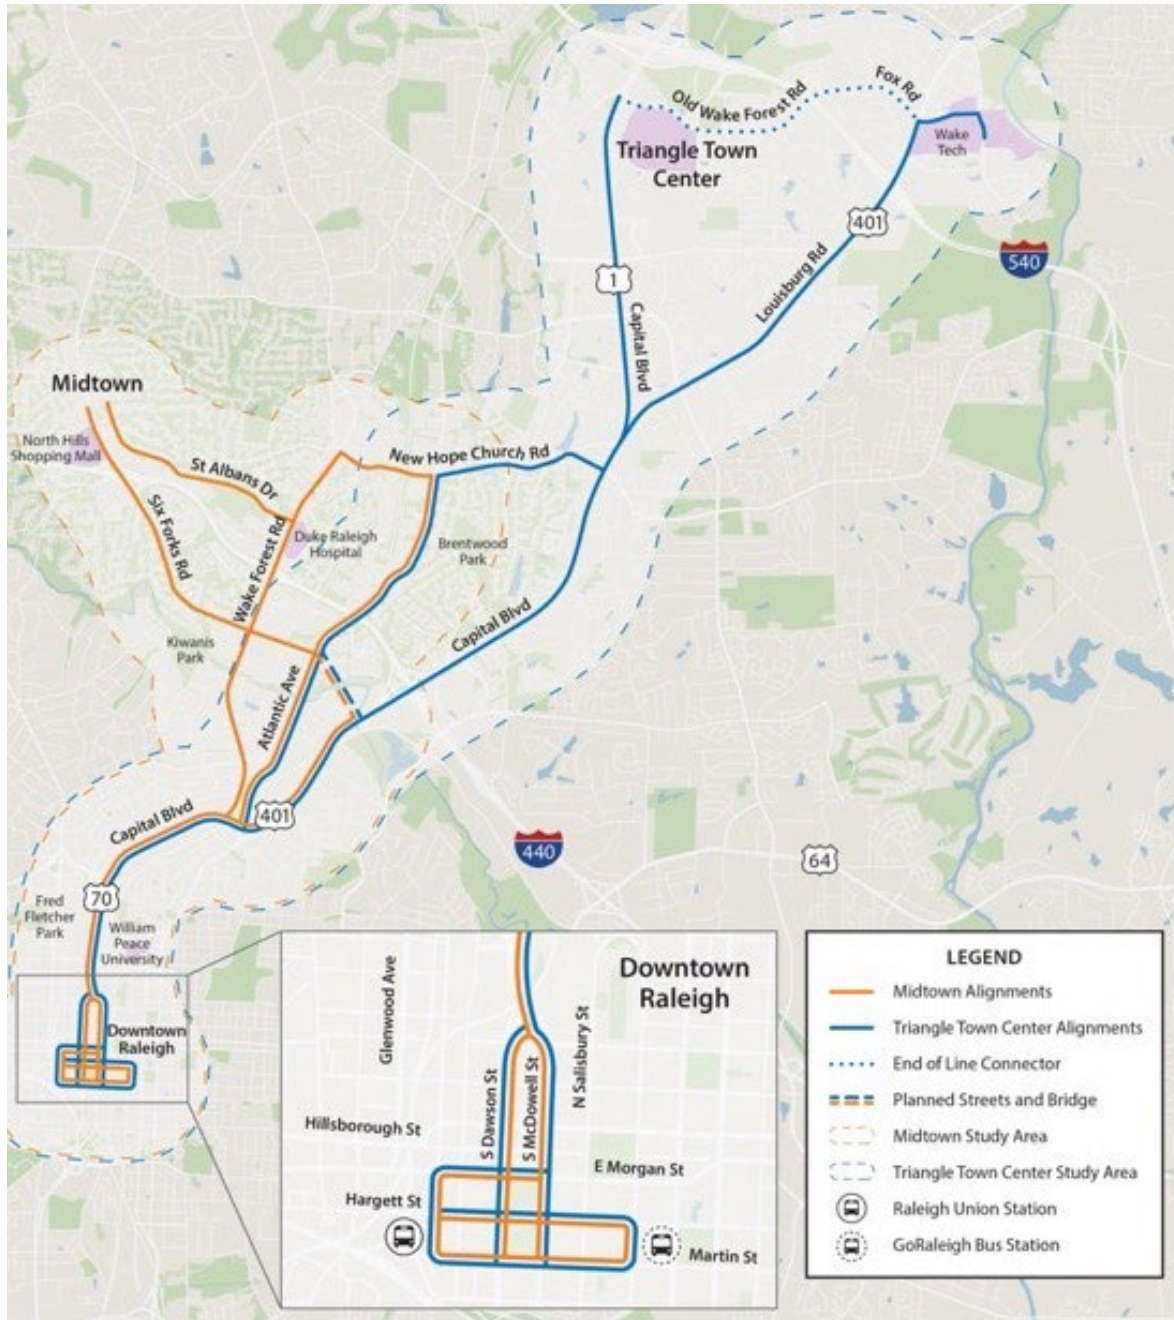 Old Wake Forest Rd
Fox Rd
Wake
Tech
Triangle Town
Center
401
540
1
Louisburg Rd
Capital Blvd
Midtown
North Hills
Shopping Mall
New Hope Church Rd
St Albans Dr
Six Forks Rd
Wake Forest Rd
Duke Raleigh
Hospital
Brentwood
Park
Capital Blvd
Kiwanis
Park
Atlantic Ave
Capital Blvd
401
440
64
70
Fred
Fletcher
Park
William
Peace
University
Downtown
Raleigh
Downtown
Raleigh
Glenwood Ave
N Salisbury St
S Dawson St
S McDowell St
Hillsborough St
E Morgan St
Hargett St
Martin St
LEGEND
Midtown Alignments
Triangle Town Center Alignments
End of Line Connector
Planned Streets and Bridge
Midtown Study Area
Triangle Town Center Study Area
Raleigh Union Station
GoRaleigh Bus Station